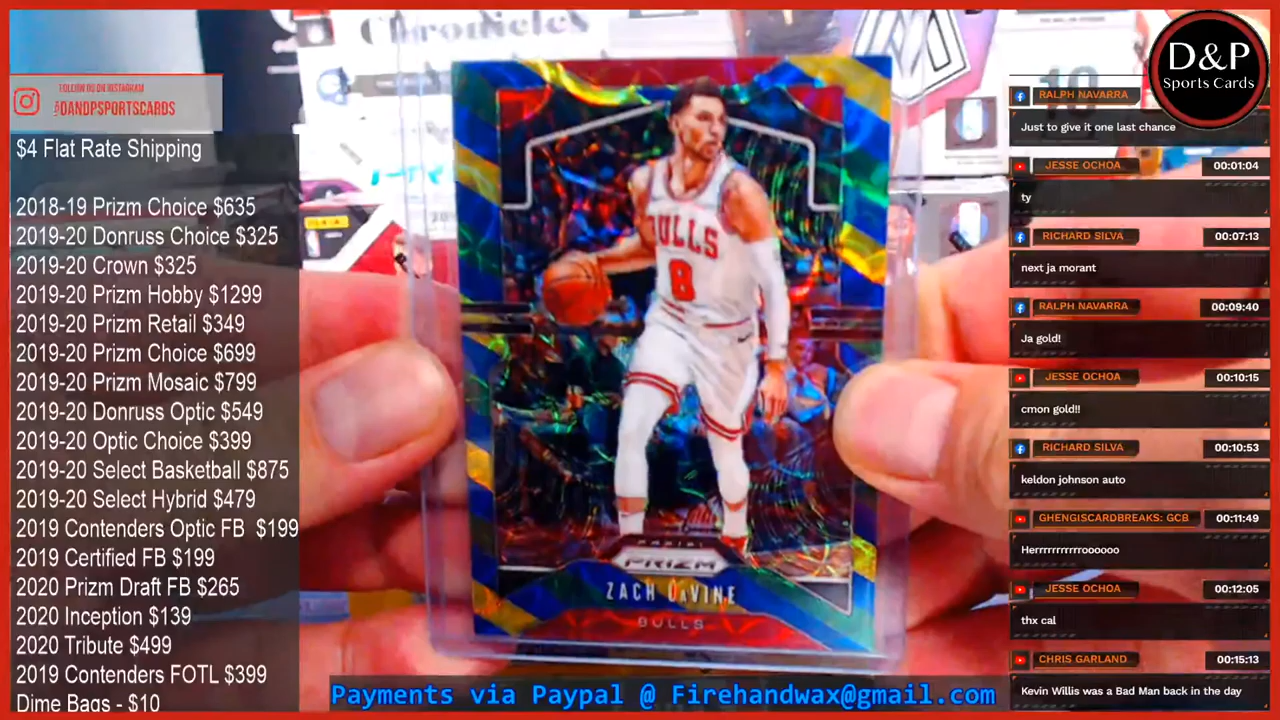 Chronicles
D&P
Sports Cards
FOLLOW US ON INSTAGRAM
@DANDPSPORTSCARDS
$4 Flat Rate Shipping
2018-19 Prizm Choice $635
2019-20 Donruss Choice $325
2019-20 Crown $325
2019-20 Prizm Hobby $1299
2019-20 Prizm Retail $349
2019-20 Prizm Choice $699
2019-20 Prizm Mosaic $799
2019-20 Donruss Optic $549
2019-20 Optic Choice $399
2019-20 Select Basketball $875
2019-20 Select Hybrid $479
2019 Contenders Optic FB $199
2019 Certified FB $199
2020 Prizm Draft FB $265
2020 Inception $139
2020 Tribute $499
2019 Contenders FOTL $399
Dime Bags - $10
BULLS
8
PANINI
PRIZM
ZACH LaVINE
BULLS
Payments via Paypal @ Firehandwax@gmail.com
RALPH NAVARRA
Just to give it one last chance
JESSE OCHOA 00:01:04
ty
RICHARD SILVA 00:07:13
next ja morant
RALPH NAVARRA 00:09:40
Ja gold!
JESSE OCHOA 00:10:15
cmon gold!!
RICHARD SILVA 00:10:53
keldon johnson auto
GHENGISCARDBREAKS: GCB 00:11:49
Herrrrrrrrrrroooooo
JESSE OCHOA 00:12:05
thx cal
CHRIS GARLAND 00:15:13
Kevin Willis was a Bad Man back in the day